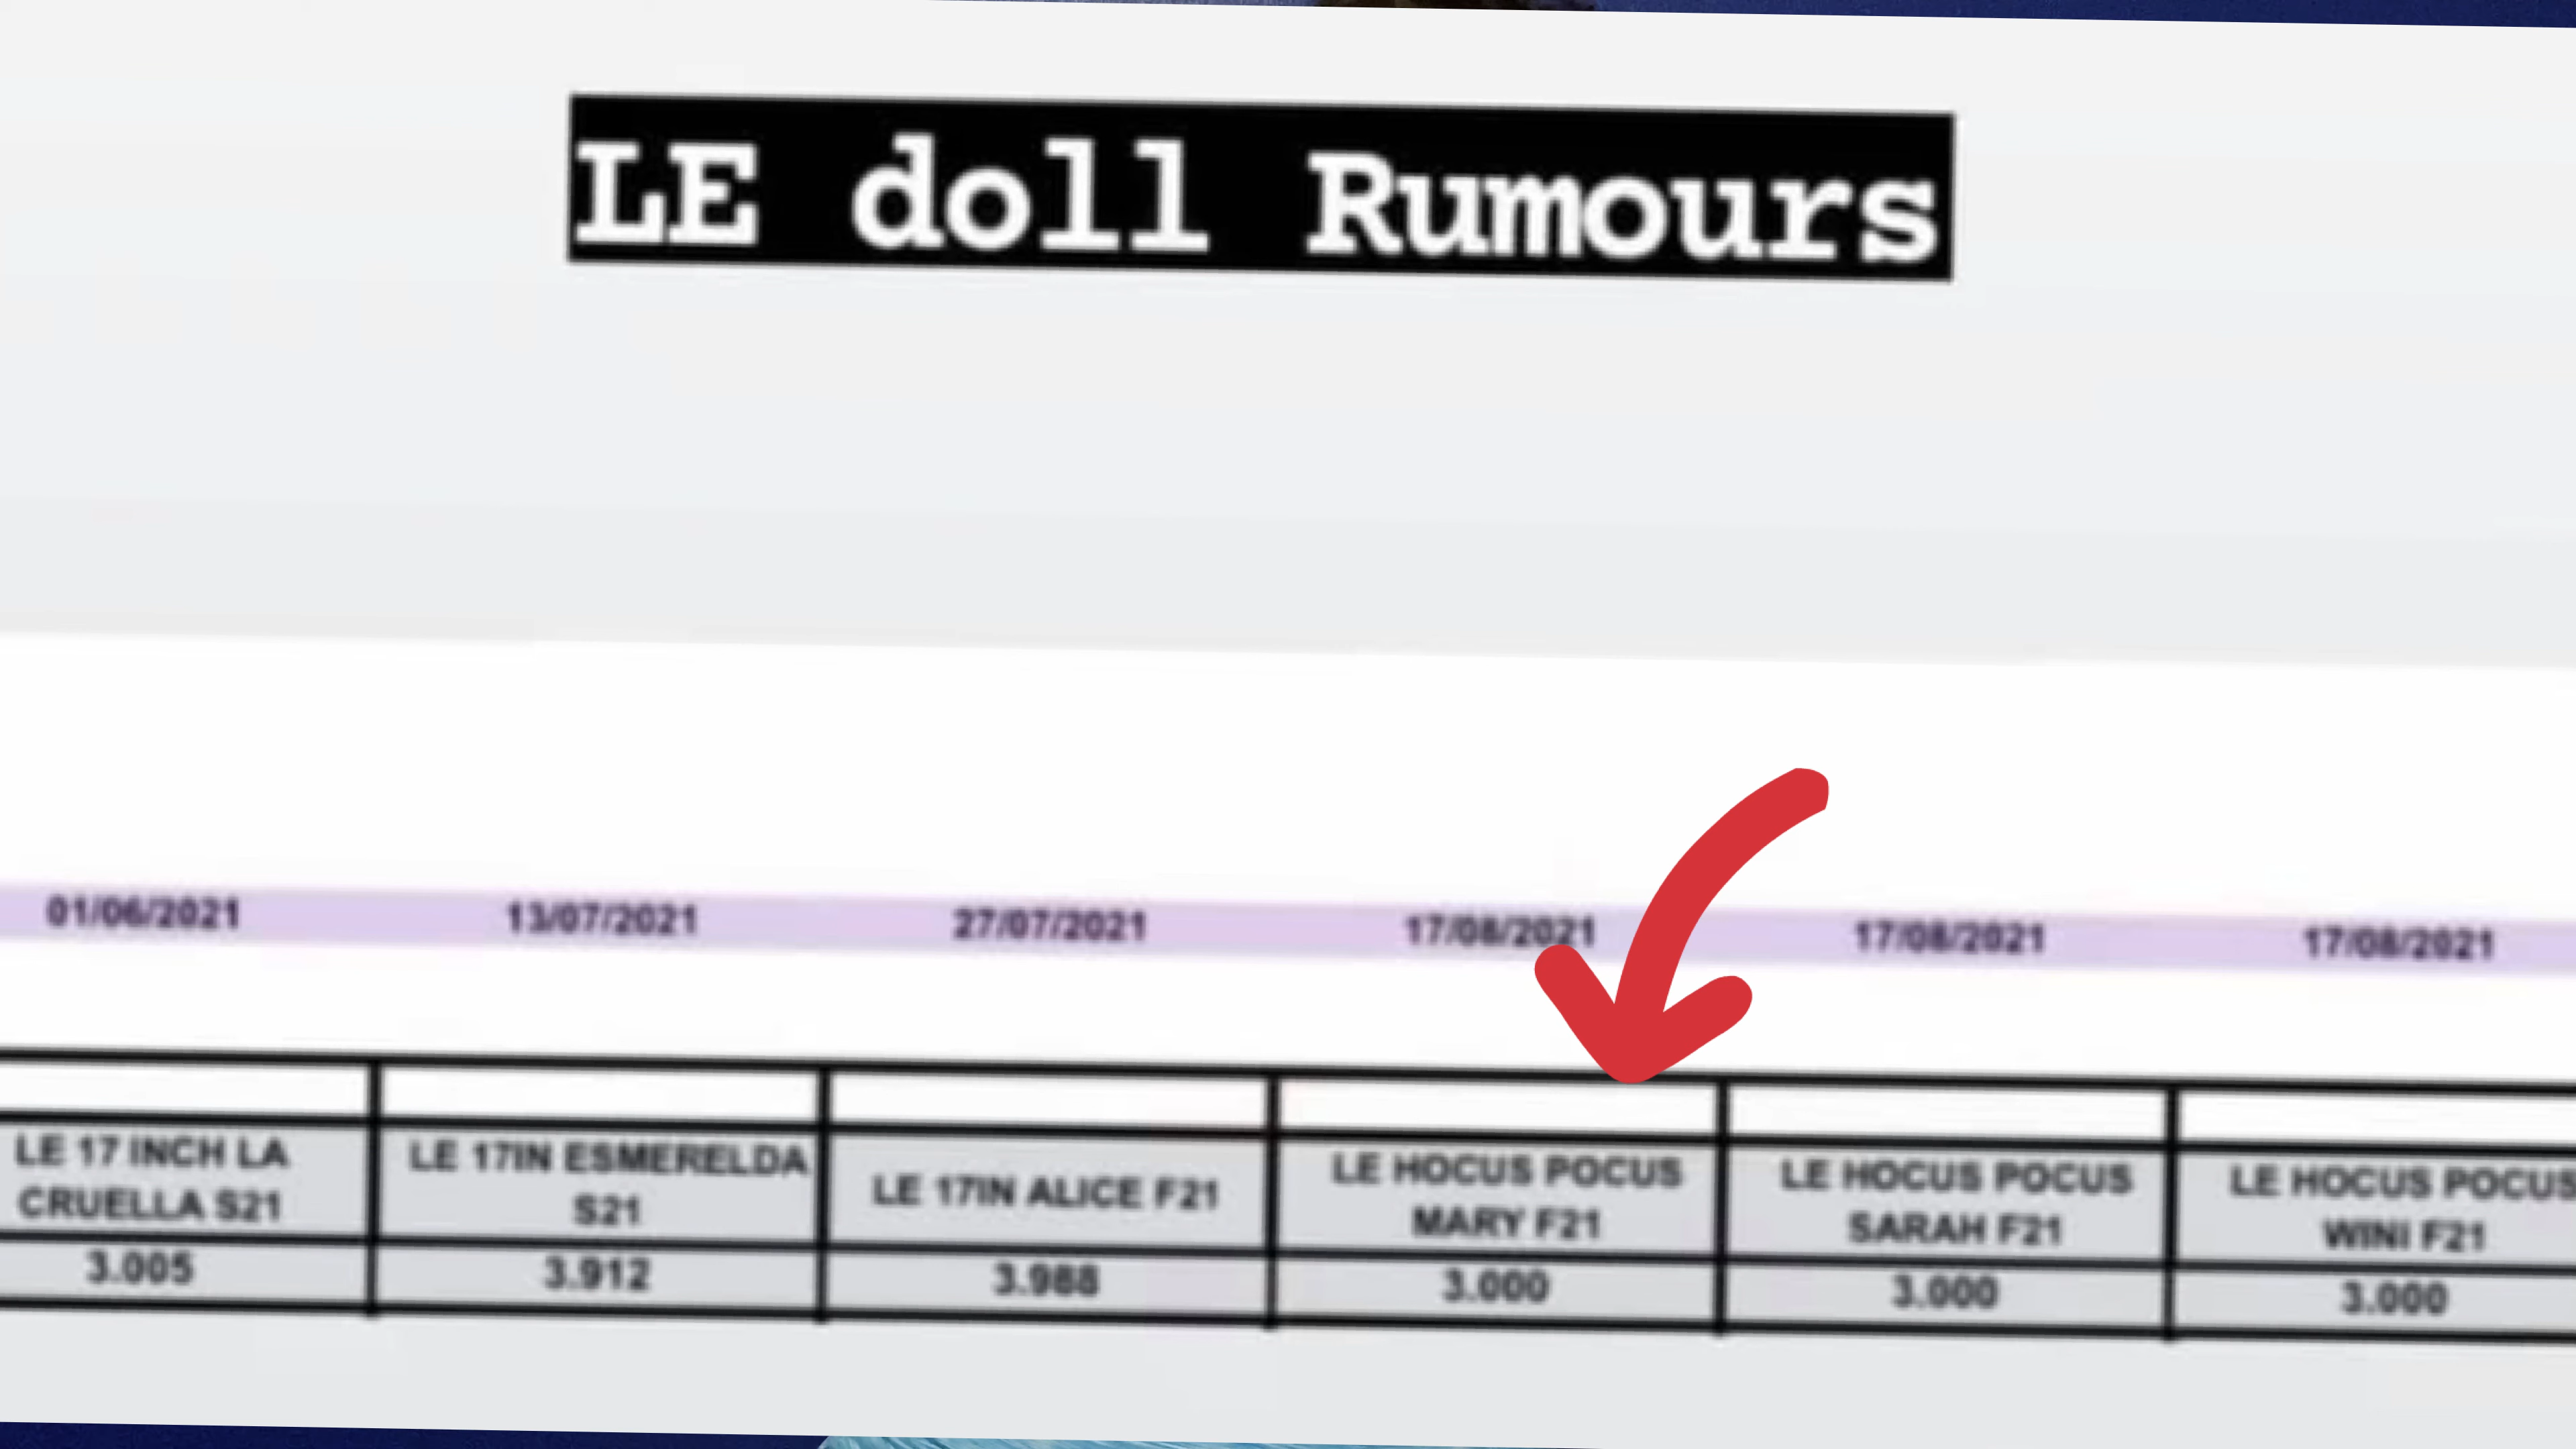 LE doll Rumours
01/06/2021 13/07/2021 27/07/2021 17/08/2021 17/08/2021 17/08/2021
LE 17 INCH LA CRUELLA S21
LE 17IN ESMERELDA S21
LE 17IN ALICE F21
LE HOCUS POCUS MARY F21
LE HOCUS POCUS SARAH F21
LE HOCUS POCUS WINI F21
3.005 3.912 3.988 3.000 3.000 3.000